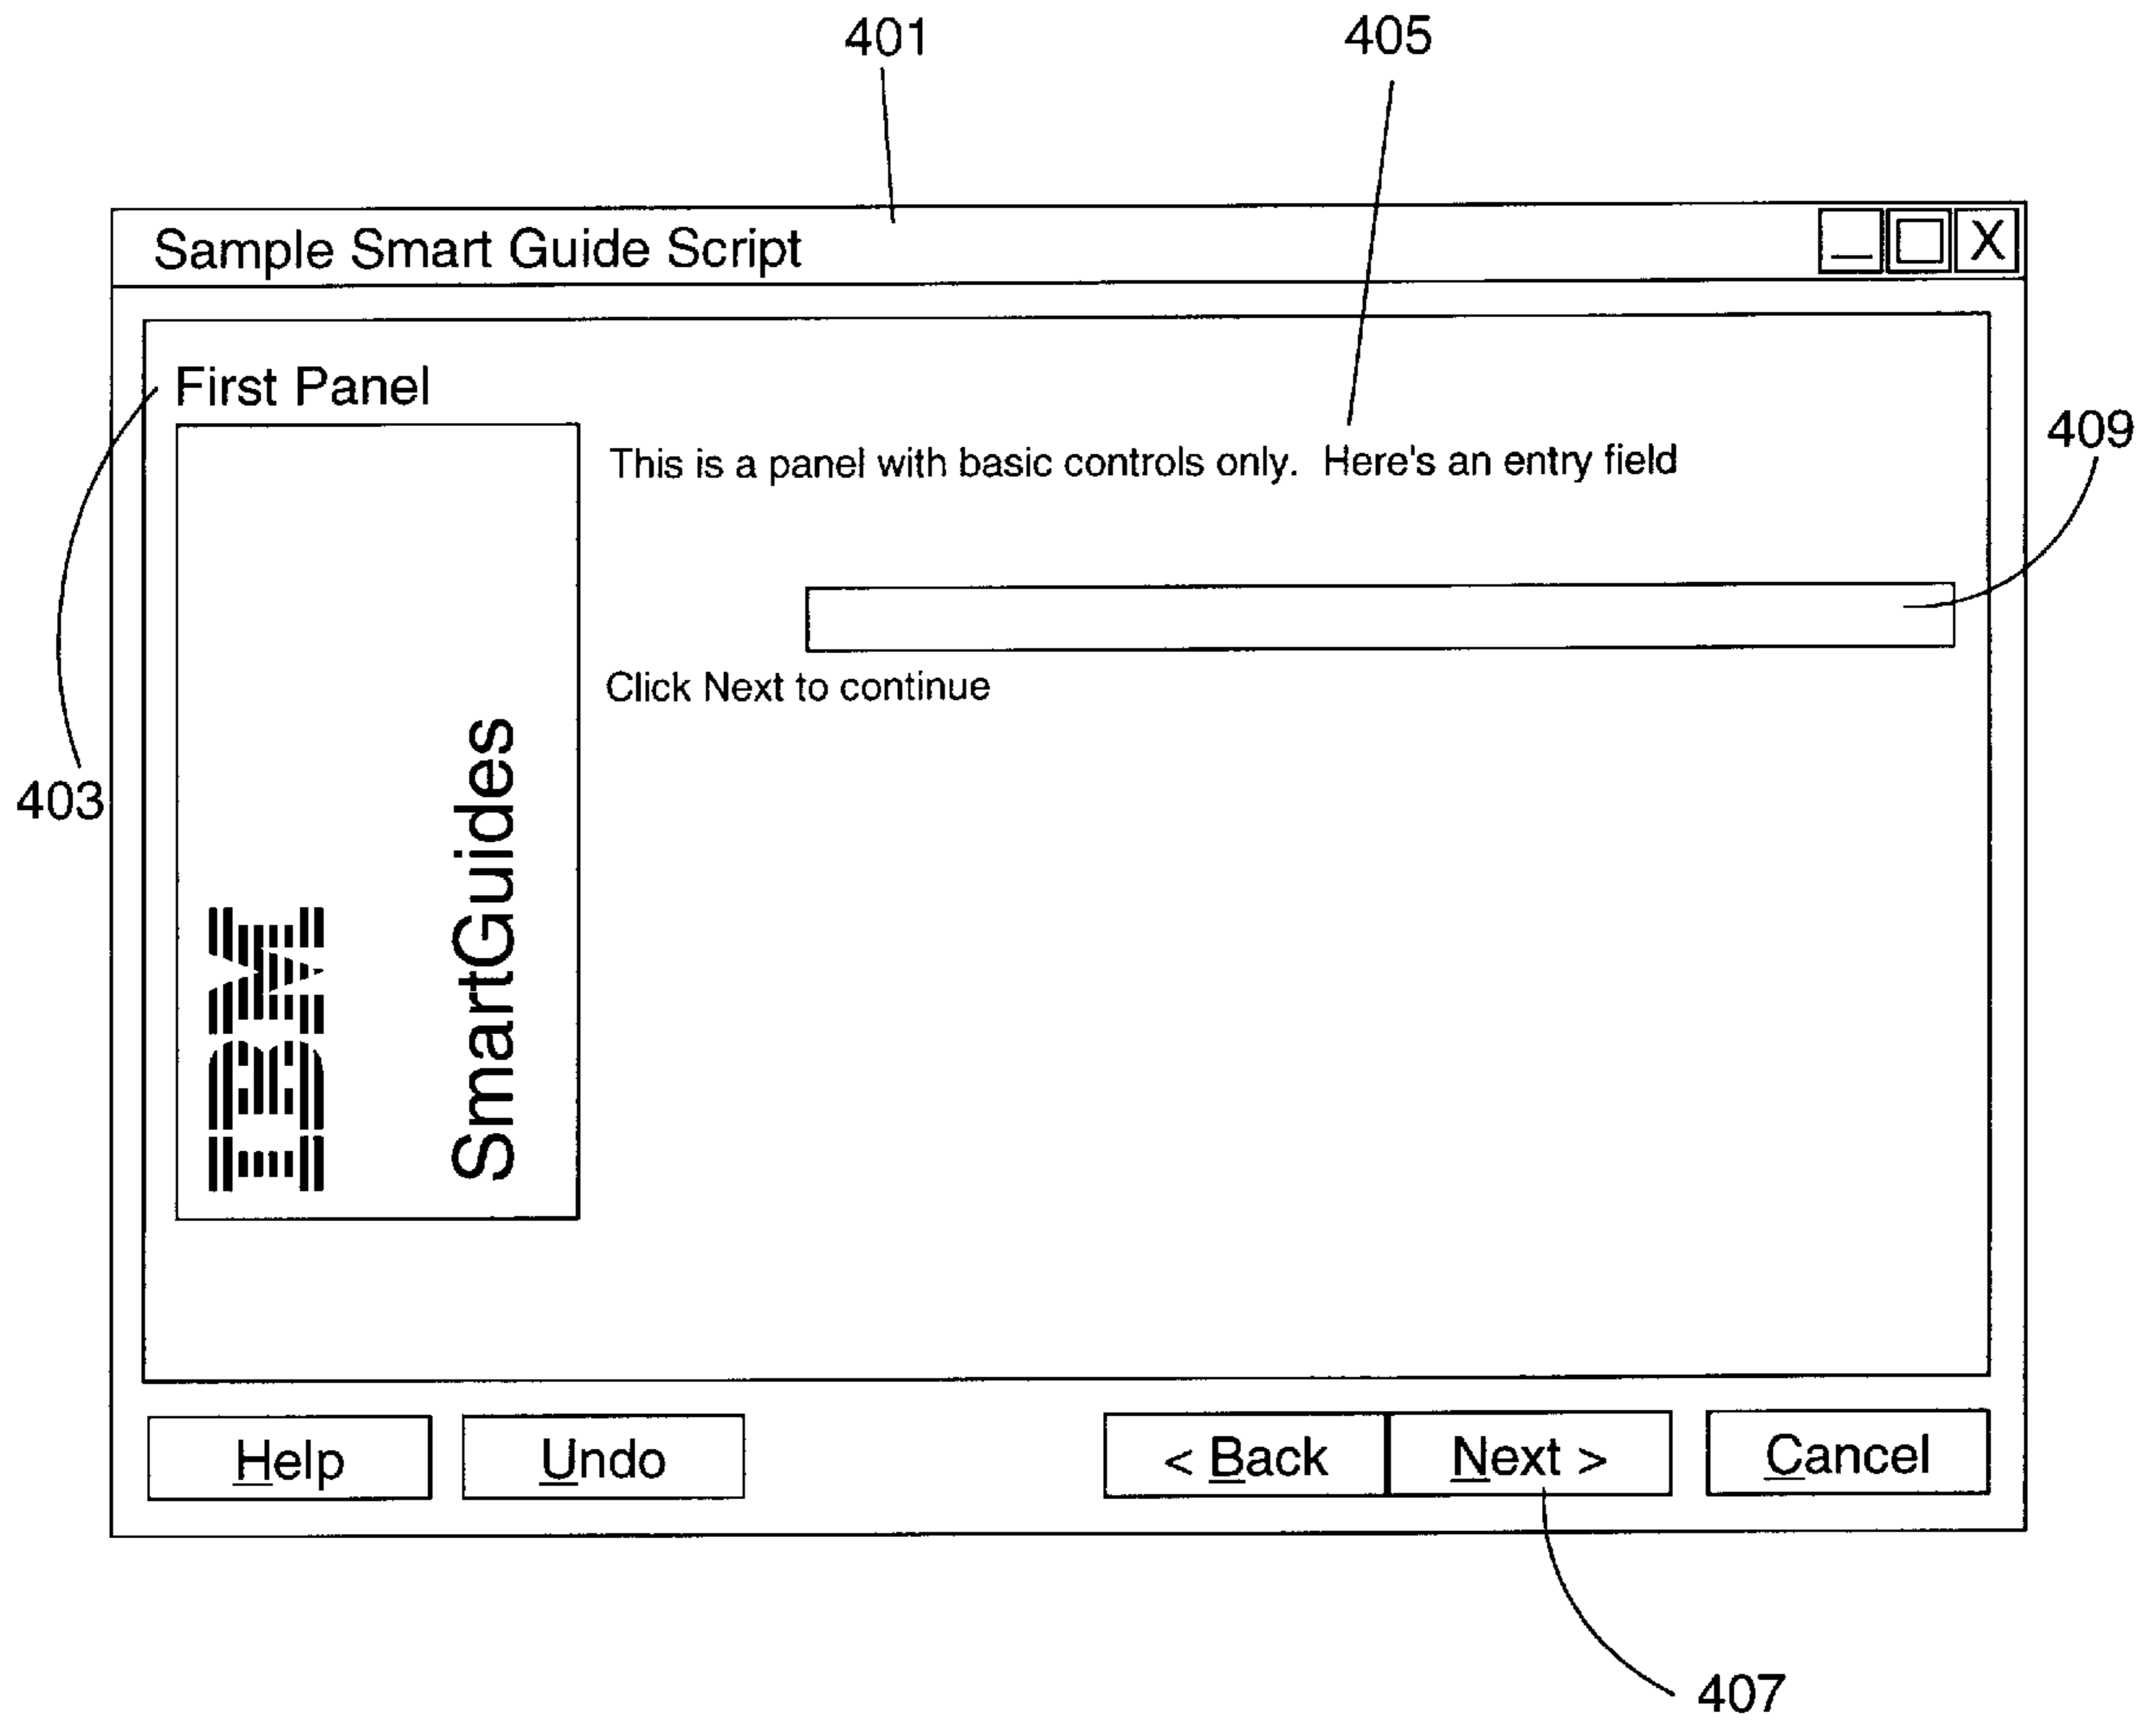 401
405
Sample Smart Guide Script
X
First Panel
409
This is a panel with basic controls only.  Here's an entry field
Click Next to continue
403
IBM
SmartGuides
Help
Undo
< Back
Next >
Cancel
407